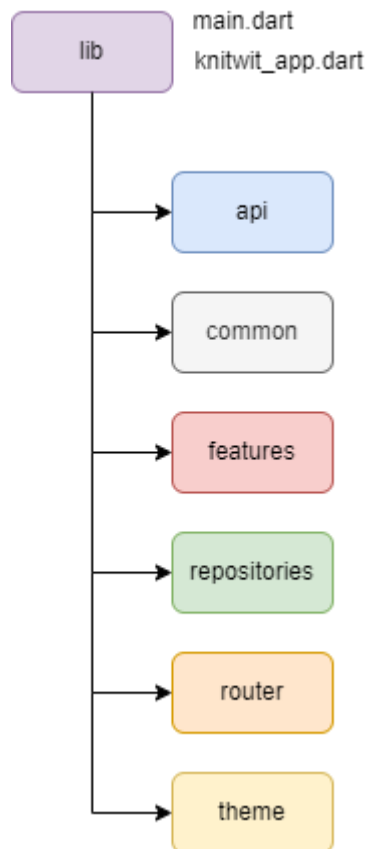 main.dart
lib
knitwit_app.dart
api
common
features
repositories
router
theme